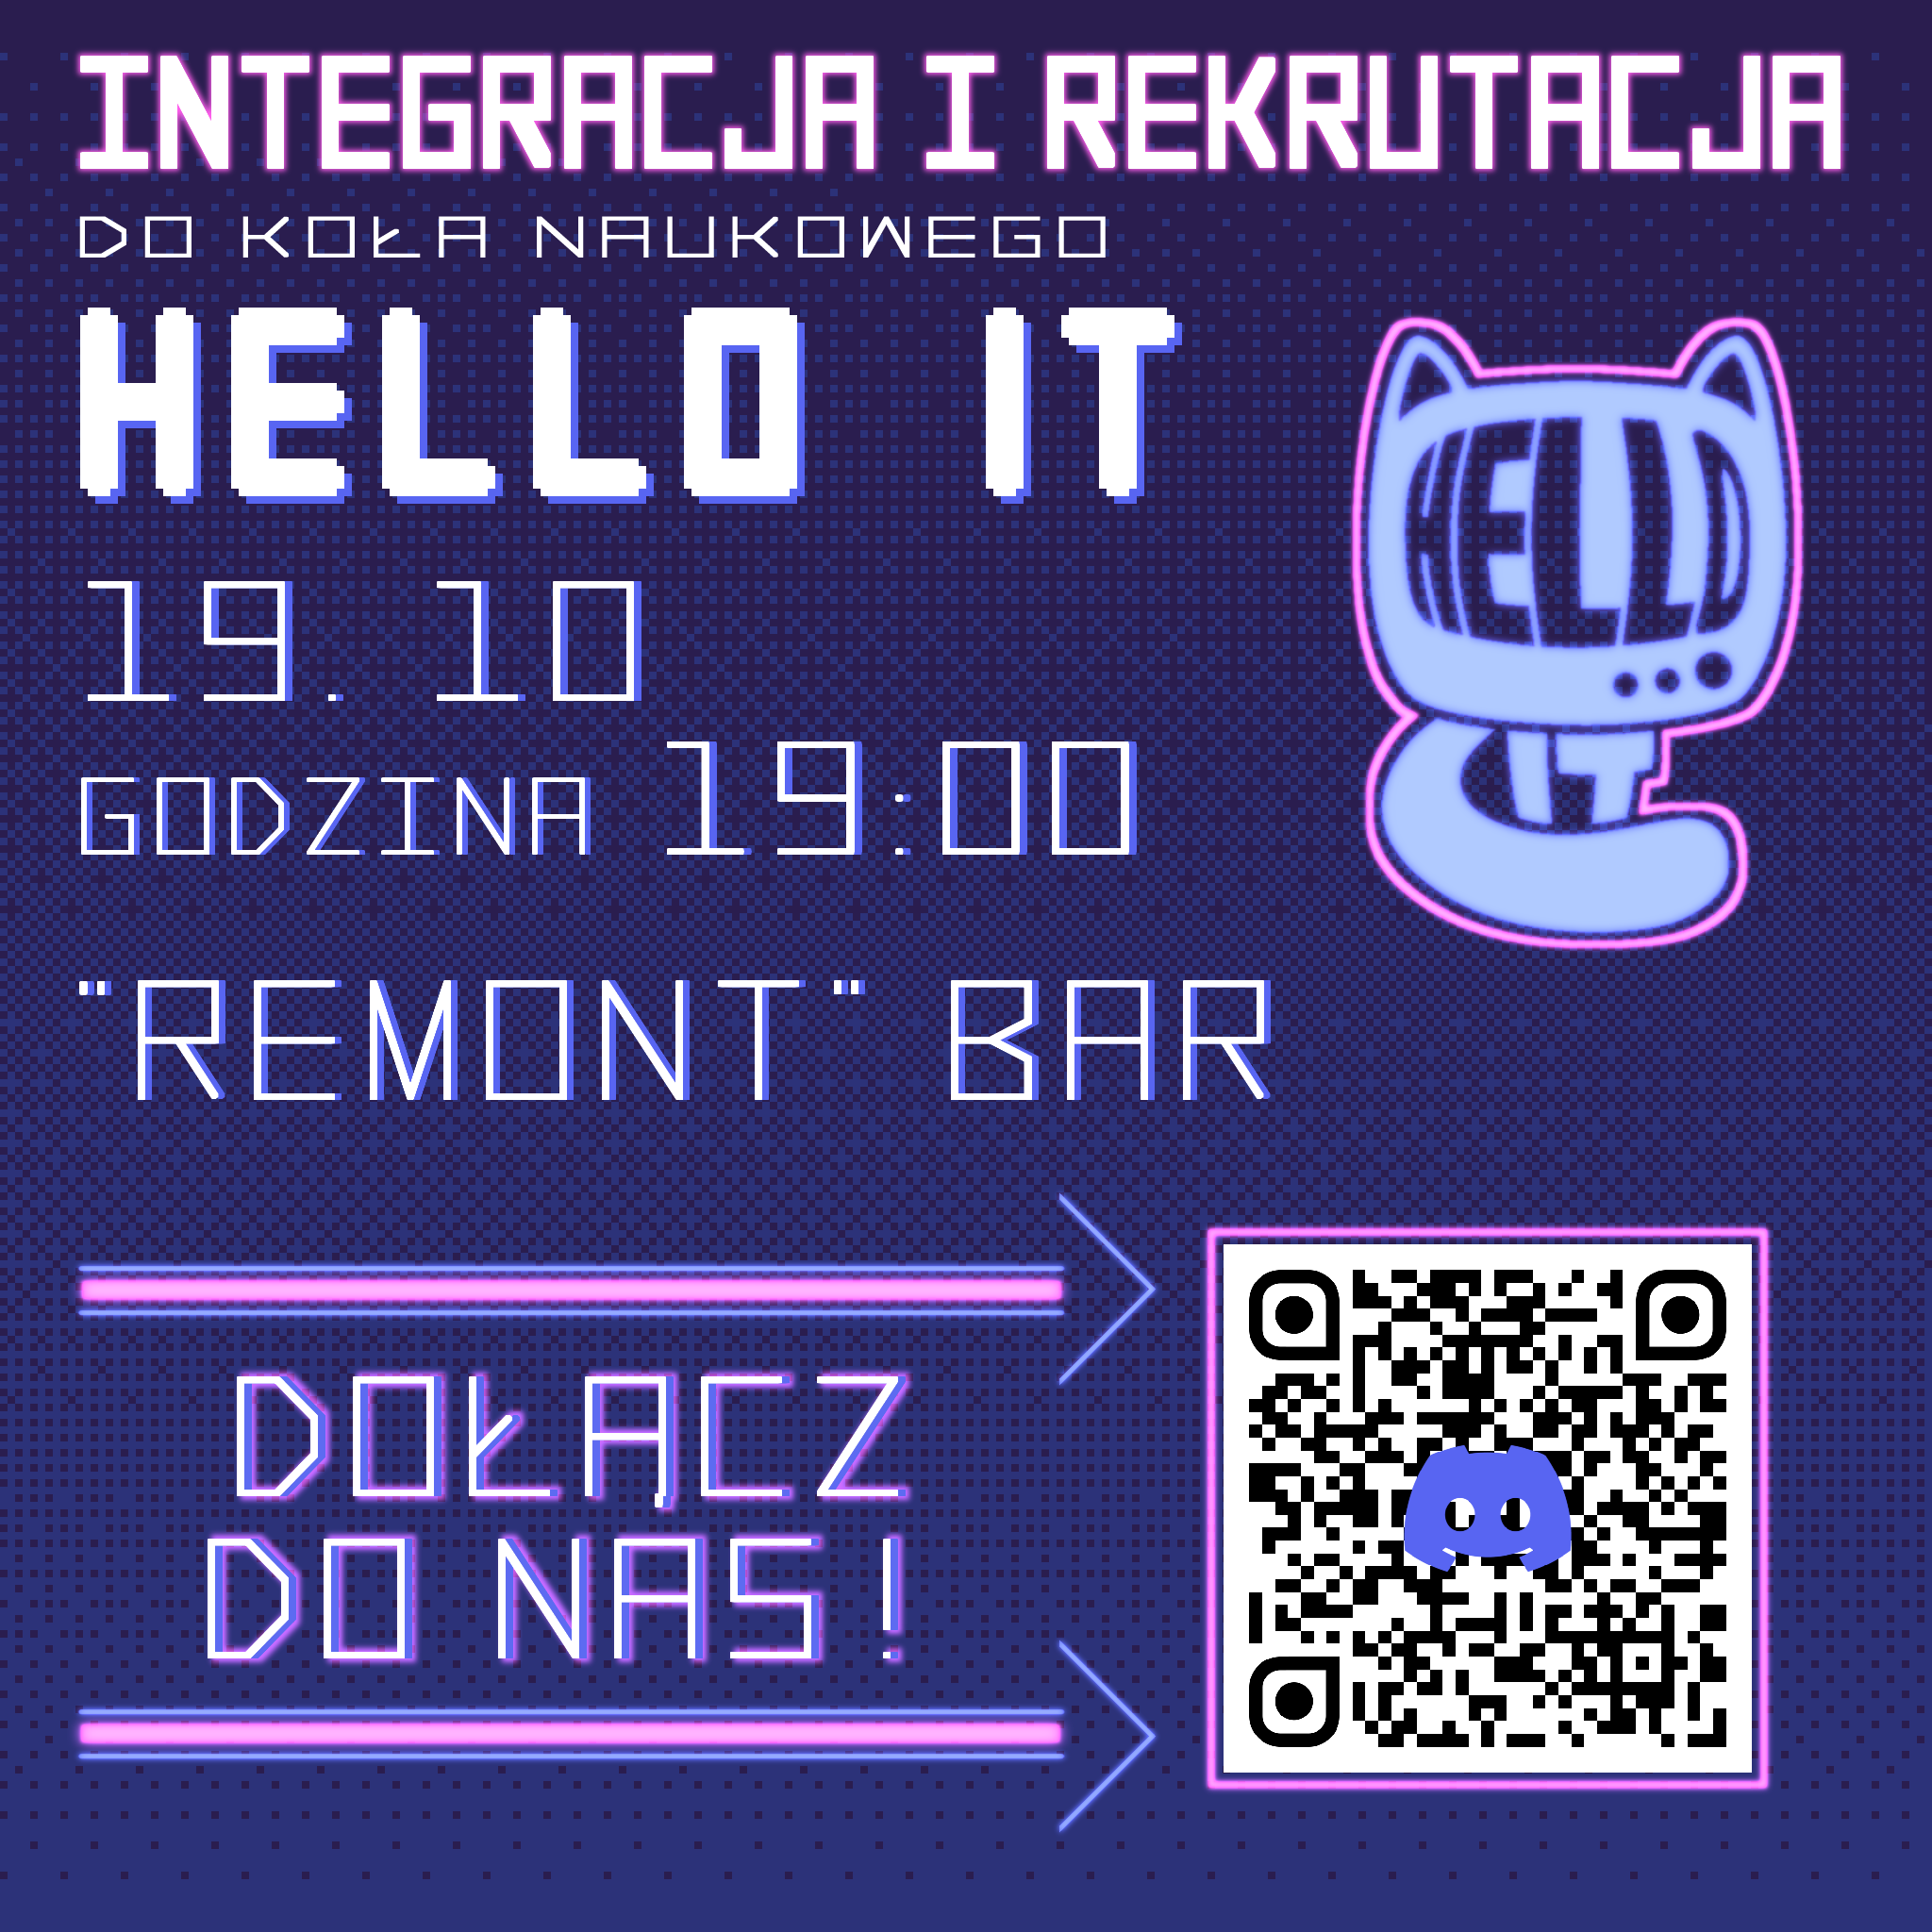 INTEGRACJA I REKRUTACJA
DO KOŁA NAUKOWEGO
HELLO IT
19.10
GODZINA 19:00
"REMONT" BAR
DOŁĄCZ
DO NAS!